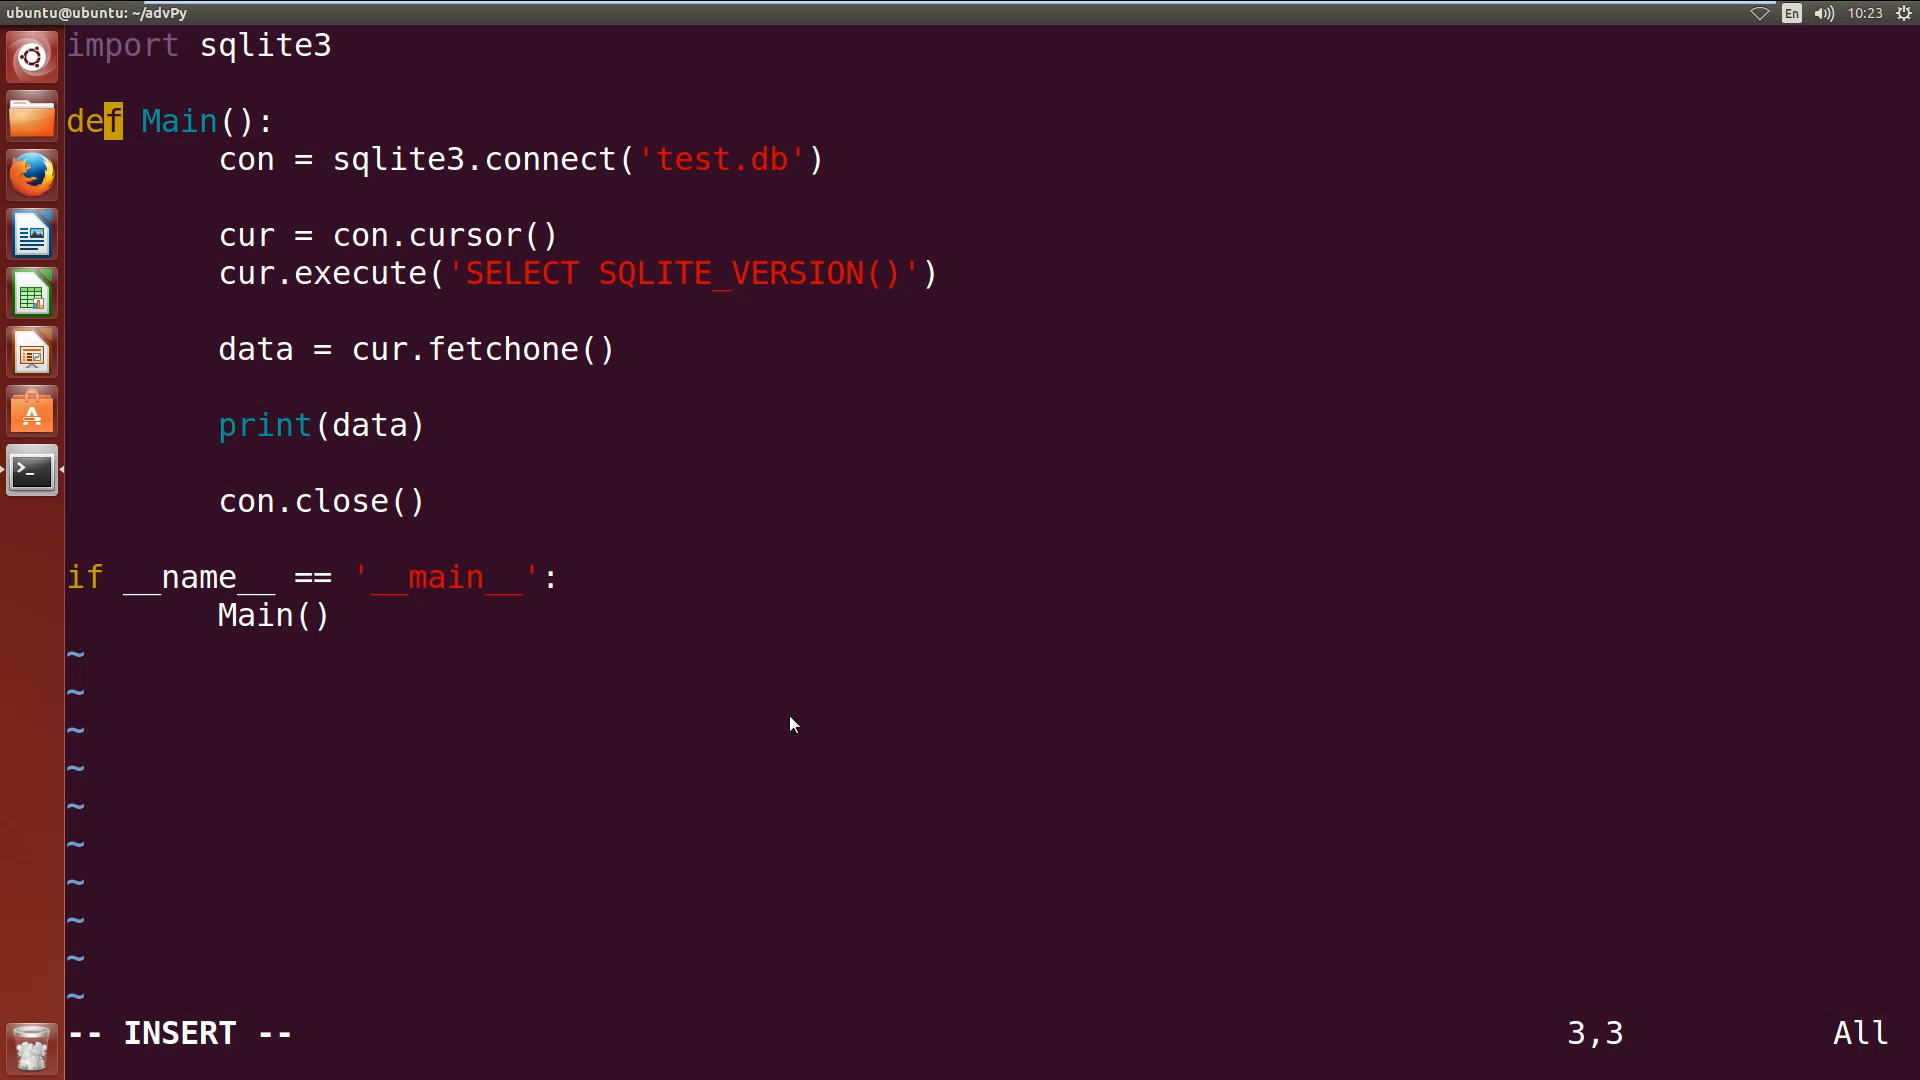 ubuntu@ubuntu: ~/advPy
En
10:23
import sqlite3
def Main():
con = sqlite3.connect('test.db')
cur = con.cursor()
cur.execute('SELECT SQLITE_VERSION()')
data = cur.fetchone()
print(data)
con.close()
if __name__ == '__main__':
Main()
~
~
~
~
~
~
~
~
~
~
-- INSERT --
3,3
All